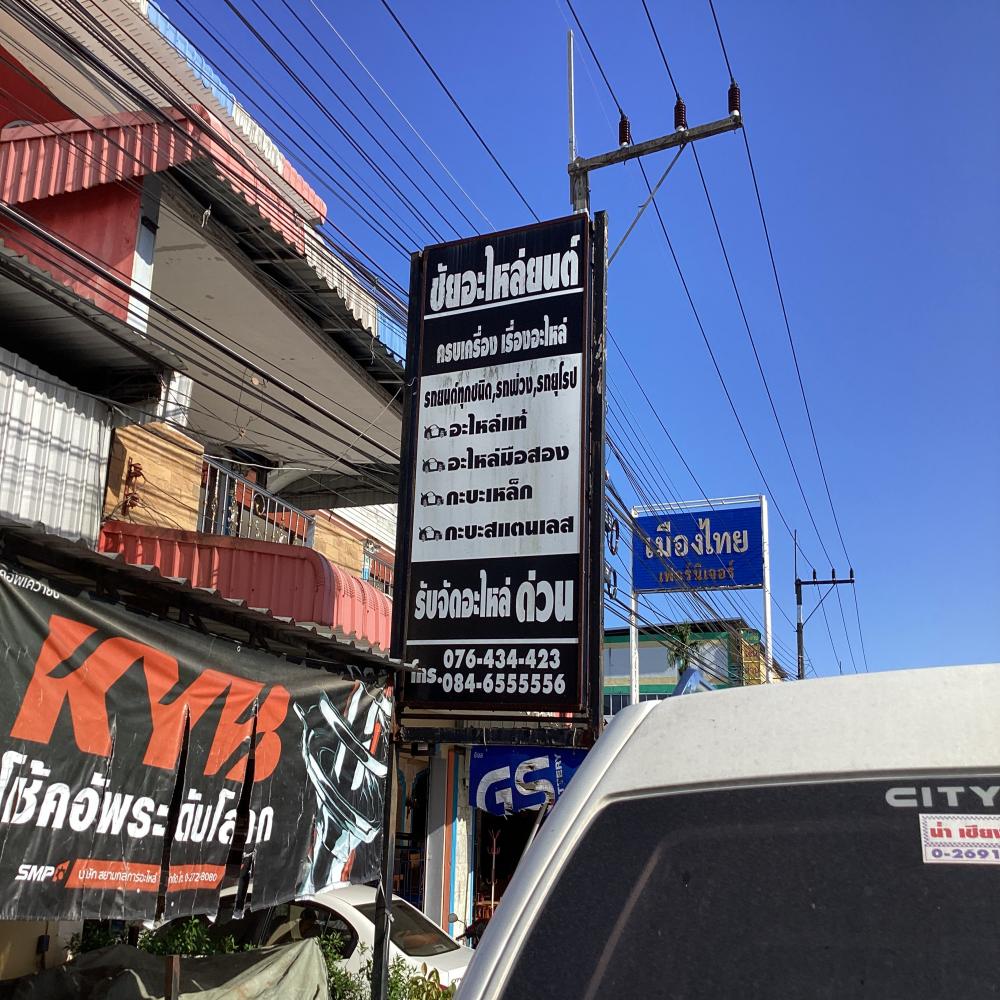 ชัยอะไหล่ยนต์
ครบเครื่อง เรื่องอะไหล่
รถยนต์ทุกชนิด,รถพ่วง,รถยุโรป
อะไหล่แท้
อะไหล่มือสอง
กะบะเหล็ก
กะบะสแตนเลส
รับจัดอะไหล่ ด่วน
โทร. 076-434-423
084-6555556
เมืองไทย
เฟอร์นิเจอร์
KYB
โช้คอัพระดับโลก
SMP
GS
CITY
0-2691